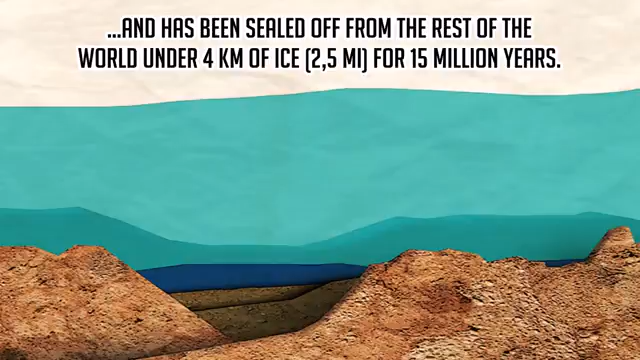 ...AND HAS BEEN SEALED OFF FROM THE REST OF THE
WORLD UNDER 4 KM OF ICE (2,5 MI) FOR 15 MILLION YEARS.